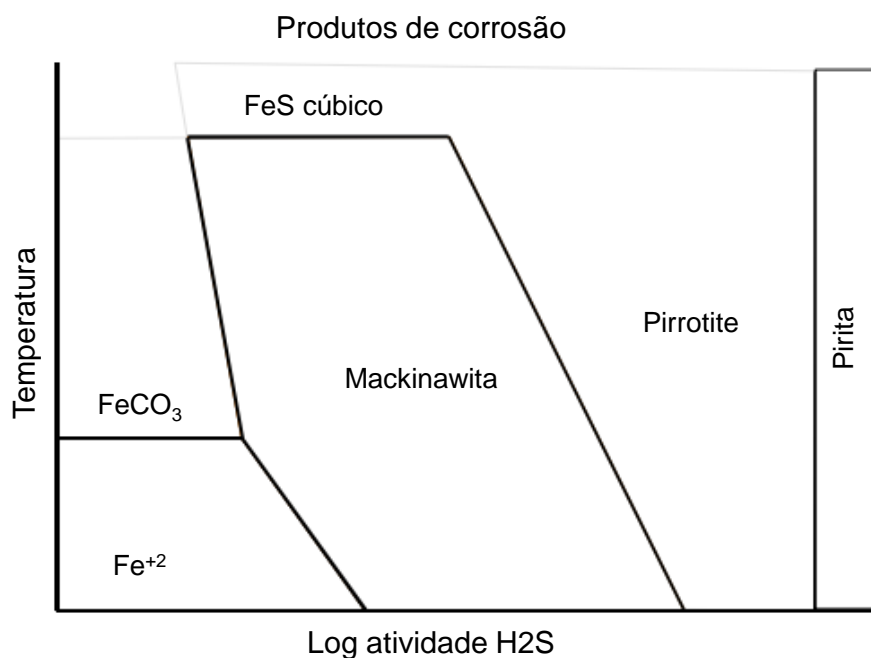 Produtos de corrosão
FeS cúbico
Temperatura
Pirrotite
Pirita
Mackinawita
FeCO₃
Fe⁺²
Log atividade H2S